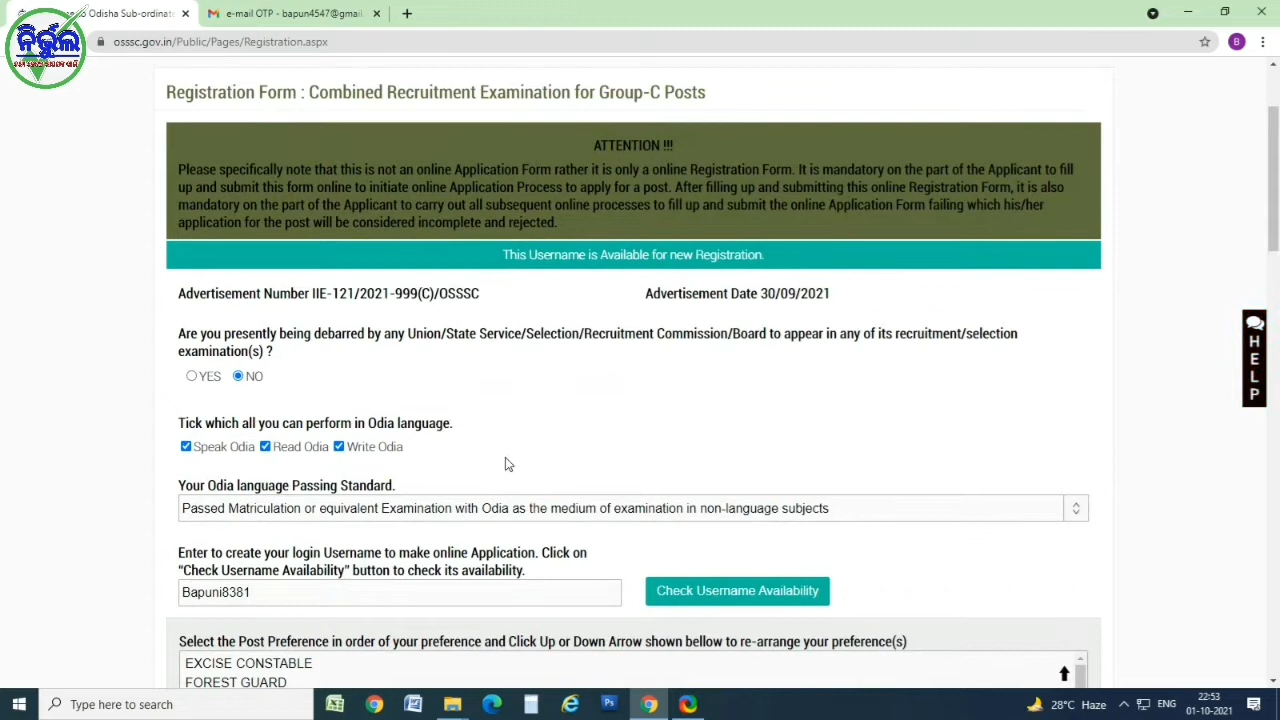 to Odisha Sub-ordinate
e-mail OTP - bapun4547@gmail.
osssc.gov.in/Public/Pages/Registration.aspx
B
Registration Form : Combined Recruitment Examination for Group-C Posts
ATTENTION !!!
Please specifically note that this is not an online Application Form rather it is only a online Registration Form. It is mandatory on the part of the Applicant to fill
up and submit this form online to initiate online Application Process to apply for a post. After filling up and submitting this online Registration Form, it is also
mandatory on the part of the Applicant to carry out all subsequent online processes to fill up and submit the online Application Form failing which his/her
application for the post will be considered incomplete and rejected.
This Username is Available for new Registration.
Advertisement Number IIE-121/2021-999(C)/OSSSC
Advertisement Date 30/09/2021
Are you presently being debarred by any Union/State Service/Selection/Recruitment Commission/Board to appear in any of its recruitment/selection
examination(s) ?
YES NO
HELP
Tick which all you can perform in Odia language.
Speak Odia Read Odia Write Odia
Your Odia language Passing Standard.
Passed Matriculation or equivalent Examination with Odia as the medium of examination in non-language subjects
Enter to create your login Username to make online Application. Click on
"Check Username Availability" button to check its availability.
Bapuni8381
Check Username Availability
Select the Post Preference in order of your preference and Click Up or Down Arrow shown bellow to re-arrange your preference(s)
EXCISE CONSTABLE
FOREST GUARD
Type here to search
Ps
28°C Haze
ENG
22:53
01-10-2021